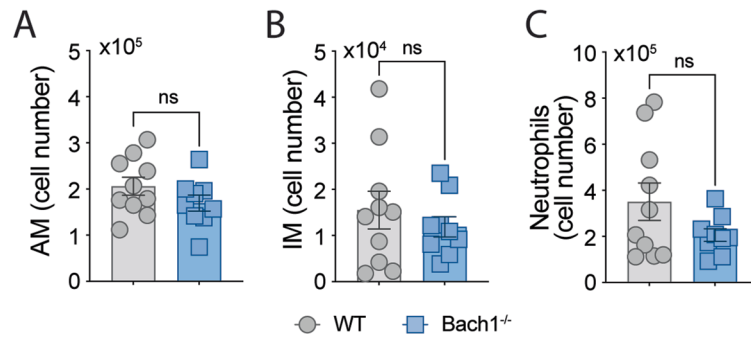 A
x10⁵
AM (cell number)
5
4
3
2
1
0
ns
B
x10⁴
IM (cell number)
5
4
3
2
1
0
ns
C
x10⁵
Neutrophils
(cell number)
10
8
6
4
2
0
ns
WT
Bach1⁻/⁻